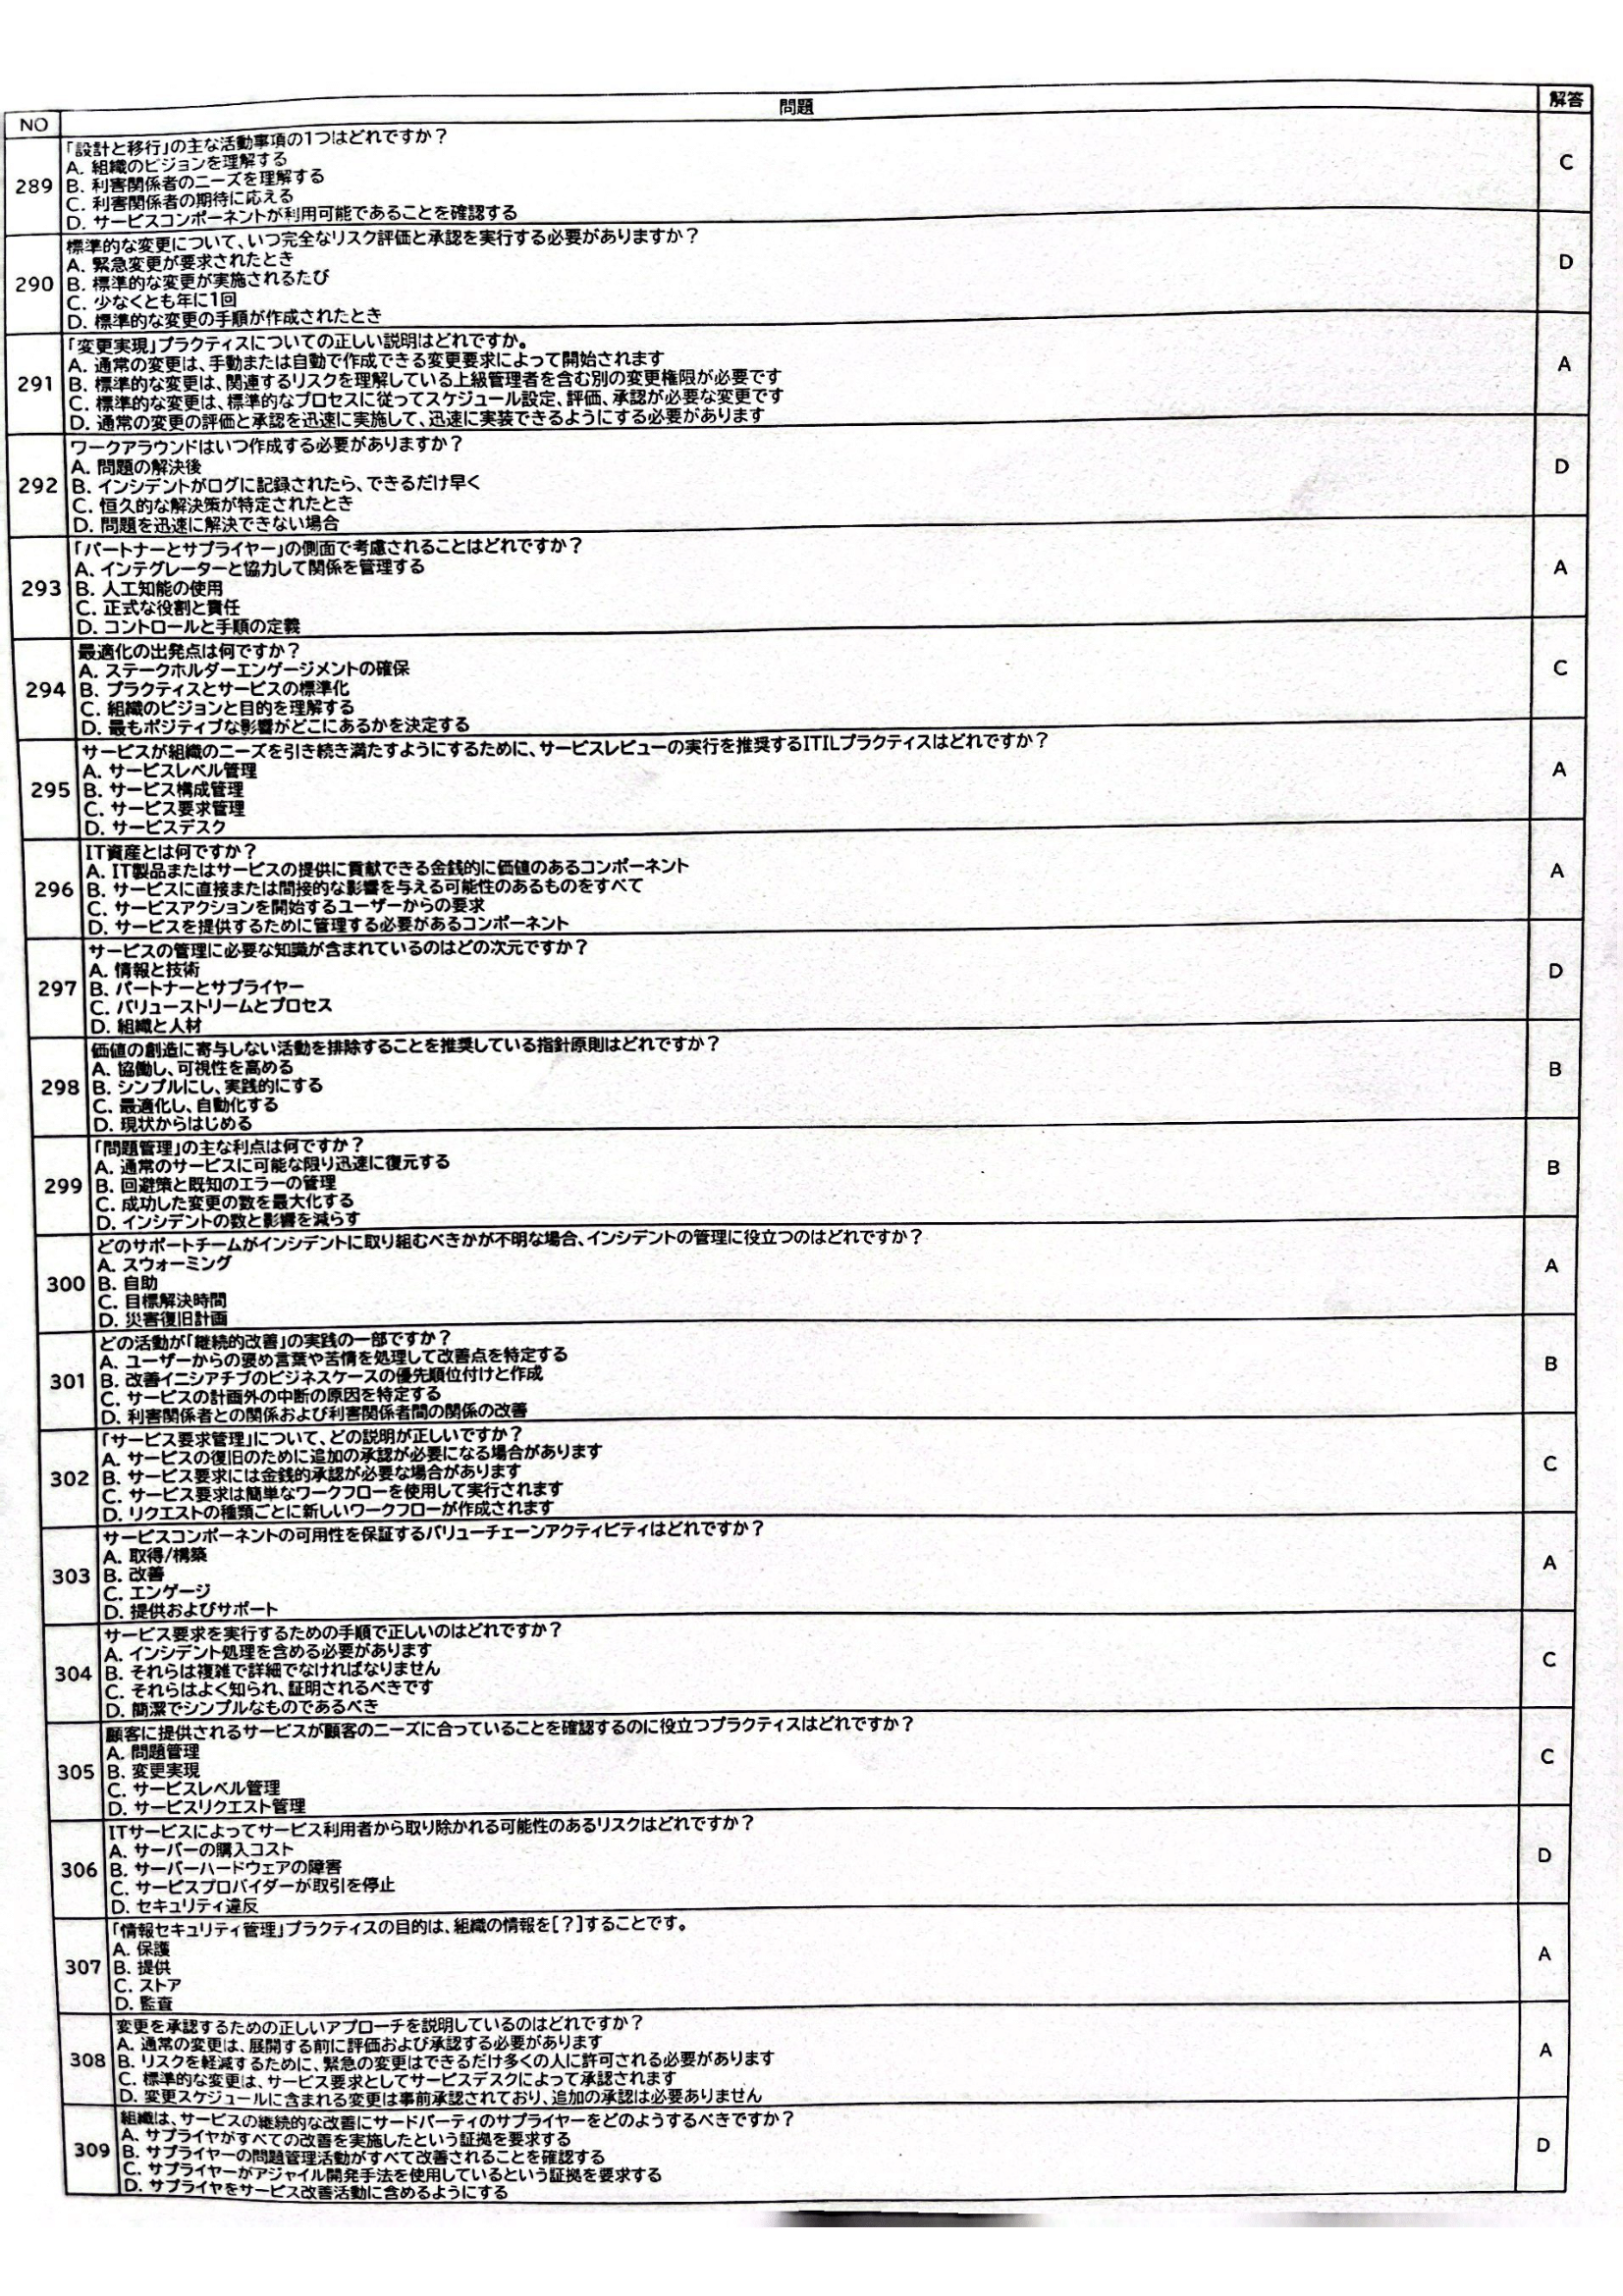 NO 問題 解答
289 「設計と移行」の主な活動事項の1つはどれですか？ C
A. 組織のビジョンを理解する
B. 利害関係者のニーズを理解する
C. 利害関係者の期待に応える
D. サービスコンポーネントが利用可能であることを確認する
290 標準的な変更について、いつ完全なリスク評価と承認を実行する必要がありますか？ D
A. 緊急変更が要求されたとき
B. 標準的な変更が実施されるたび
C. 少なくとも年に1回
D. 標準的な変更の手順が作成されたとき
291 「変更実現」プラクティスについての正しい説明はどれですか。 A
A. 通常の変更は、手動または自動で作成できる変更要求によって開始されます
B. 標準的な変更は、関連するリスクを理解している上級管理者を含む別の変更権限が必要です
C. 標準的な変更は、標準的なプロセスに従ってスケジュール設定、評価、承認が必要な変更です
D. 通常の変更の評価と承認を迅速に実施して、迅速に実装できるようにする必要があります
292 ワークアラウンドはいつ作成する必要がありますか？ D
A. 問題の解決後
B. インシデントがログに記録されたら、できるだけ早く
C. 恒久的な解決策が特定されたとき
D. 問題を迅速に解決できない場合
293 「パートナーとサプライヤー」の側面で考慮されることはどれですか？ A
A. インテグレーターと協力して関係を管理する
B. 人工知能の使用
C. 正式な役割と責任
D. コントロールと手順の定義
294 最適化の出発点は何ですか？ C
A. ステークホルダーエンゲージメントの確保
B. プラクティスとサービスの標準化
C. 組織のビジョンと目的を理解する
D. 最もポジティブな影響がどこにあるかを決定する
295 サービスが組織のニーズを引き続き満たすようにするために、サービスレビューの実行を推奨するITILプラクティスはどれですか？ A
A. サービスレベル管理
B. サービス構成管理
C. サービス要求管理
D. サービスデスク
296 IT資産とは何ですか？ A
A. IT製品またはサービスの提供に貢献できる金銭的に価値のあるコンポーネント
B. サービスに直接または間接的な影響を与える可能性のあるものをすべて
C. サービスアクションを開始するユーザーからの要求
D. サービスを提供するために管理する必要があるコンポーネント
297 サービスの管理に必要な知識が含まれているのはどの次元ですか？ D
A. 情報と技術
B. パートナーとサプライヤー
C. バリューストリームとプロセス
D. 組織と人材
298 価値の創造に寄与しない活動を排除することを推奨している指針原則はどれですか？ B
A. 協働し、可視性を高める
B. シンプルにし、実践的にする
C. 最適化し、自動化する
D. 現状からはじめる
299 「問題管理」の主な利点は何ですか？ B
A. 通常のサービスに可能な限り迅速に復元する
B. 回避策と既知のエラーの管理
C. 成功した変更の数を最大化する
D. インシデントの数と影響を減らす
300 どのサポートチームがインシデントに取り組むべきかが不明な場合、インシデントの管理に役立つのはどれですか？ A
A. スウォーミング
B. 自助
C. 目標解決時間
D. 災害復旧計画
301 どの活動が「継続的改善」の実践の一部ですか？ B
A. ユーザーからの褒め言葉や苦情を処理して改善点を特定する
B. 改善イニシアチブのビジネスケースの優先順位付けと作成
C. サービスの計画外の中断の原因を特定する
D. 利害関係者との関係および利害関係者間の関係の改善
302 「サービス要求管理」について、どの説明が正しいですか？ C
A. サービスの復旧のために追加の承認が必要になる場合があります
B. サービス要求には金銭的承認が必要な場合があります
C. サービス要求は簡単なワークフローを使用して実行されます
D. リクエストの種類ごとに新しいワークフローが作成されます
303 サービスコンポーネントの可用性を保証するバリューチェーンアクティビティはどれですか？ A
A. 取得/構築
B. 改善
C. エンゲージ
D. 提供およびサポート
304 サービス要求を実行するための手順で正しいのはどれですか？ C
A. インシデント処理を含める必要があります
B. それらは複雑で詳細でなければなりません
C. それらはよく知られ、証明されるべきです
D. 簡潔でシンプルなものであるべき
305 顧客に提供されるサービスが顧客のニーズに合っていることを確認するのに役立つプラクティスはどれですか？ C
A. 問題管理
B. 変更実現
C. サービスレベル管理
D. サービスリクエスト管理
306 ITサービスによってサービス利用者から取り除かれる可能性のあるリスクはどれですか？ D
A. サーバーの購入コスト
B. サーバーハードウェアの障害
C. サービスプロバイダーが取引を停止
D. セキュリティ違反
307 「情報セキュリティ管理」プラクティスの目的は、組織の情報を[？]することです。 A
A. 保護
B. 提供
C. ストア
D. 監査
308 変更を承認するための正しいアプローチを説明しているのはどれですか？ A
A. 通常の変更は、展開する前に評価および承認する必要があります
B. リスクを軽減するために、緊急の変更はできるだけ多くの人に許可される必要があります
C. 標準的な変更は、サービス要求としてサービスデスクによって承認されます
D. 変更スケジュールに含まれる変更は事前承認されており、追加の承認は必要ありません
309 組織は、サービスの継続的な改善にサードパーティのサプライヤーをどのようするべきですか？ D
A. サプライヤがすべての改善を実施したという証拠を要求する
B. サプライヤーの問題管理活動がすべて改善されることを確認する
C. サプライヤーがアジャイル開発手法を使用しているという証拠を要求する
D. サプライヤをサービス改善活動に含めるようにする